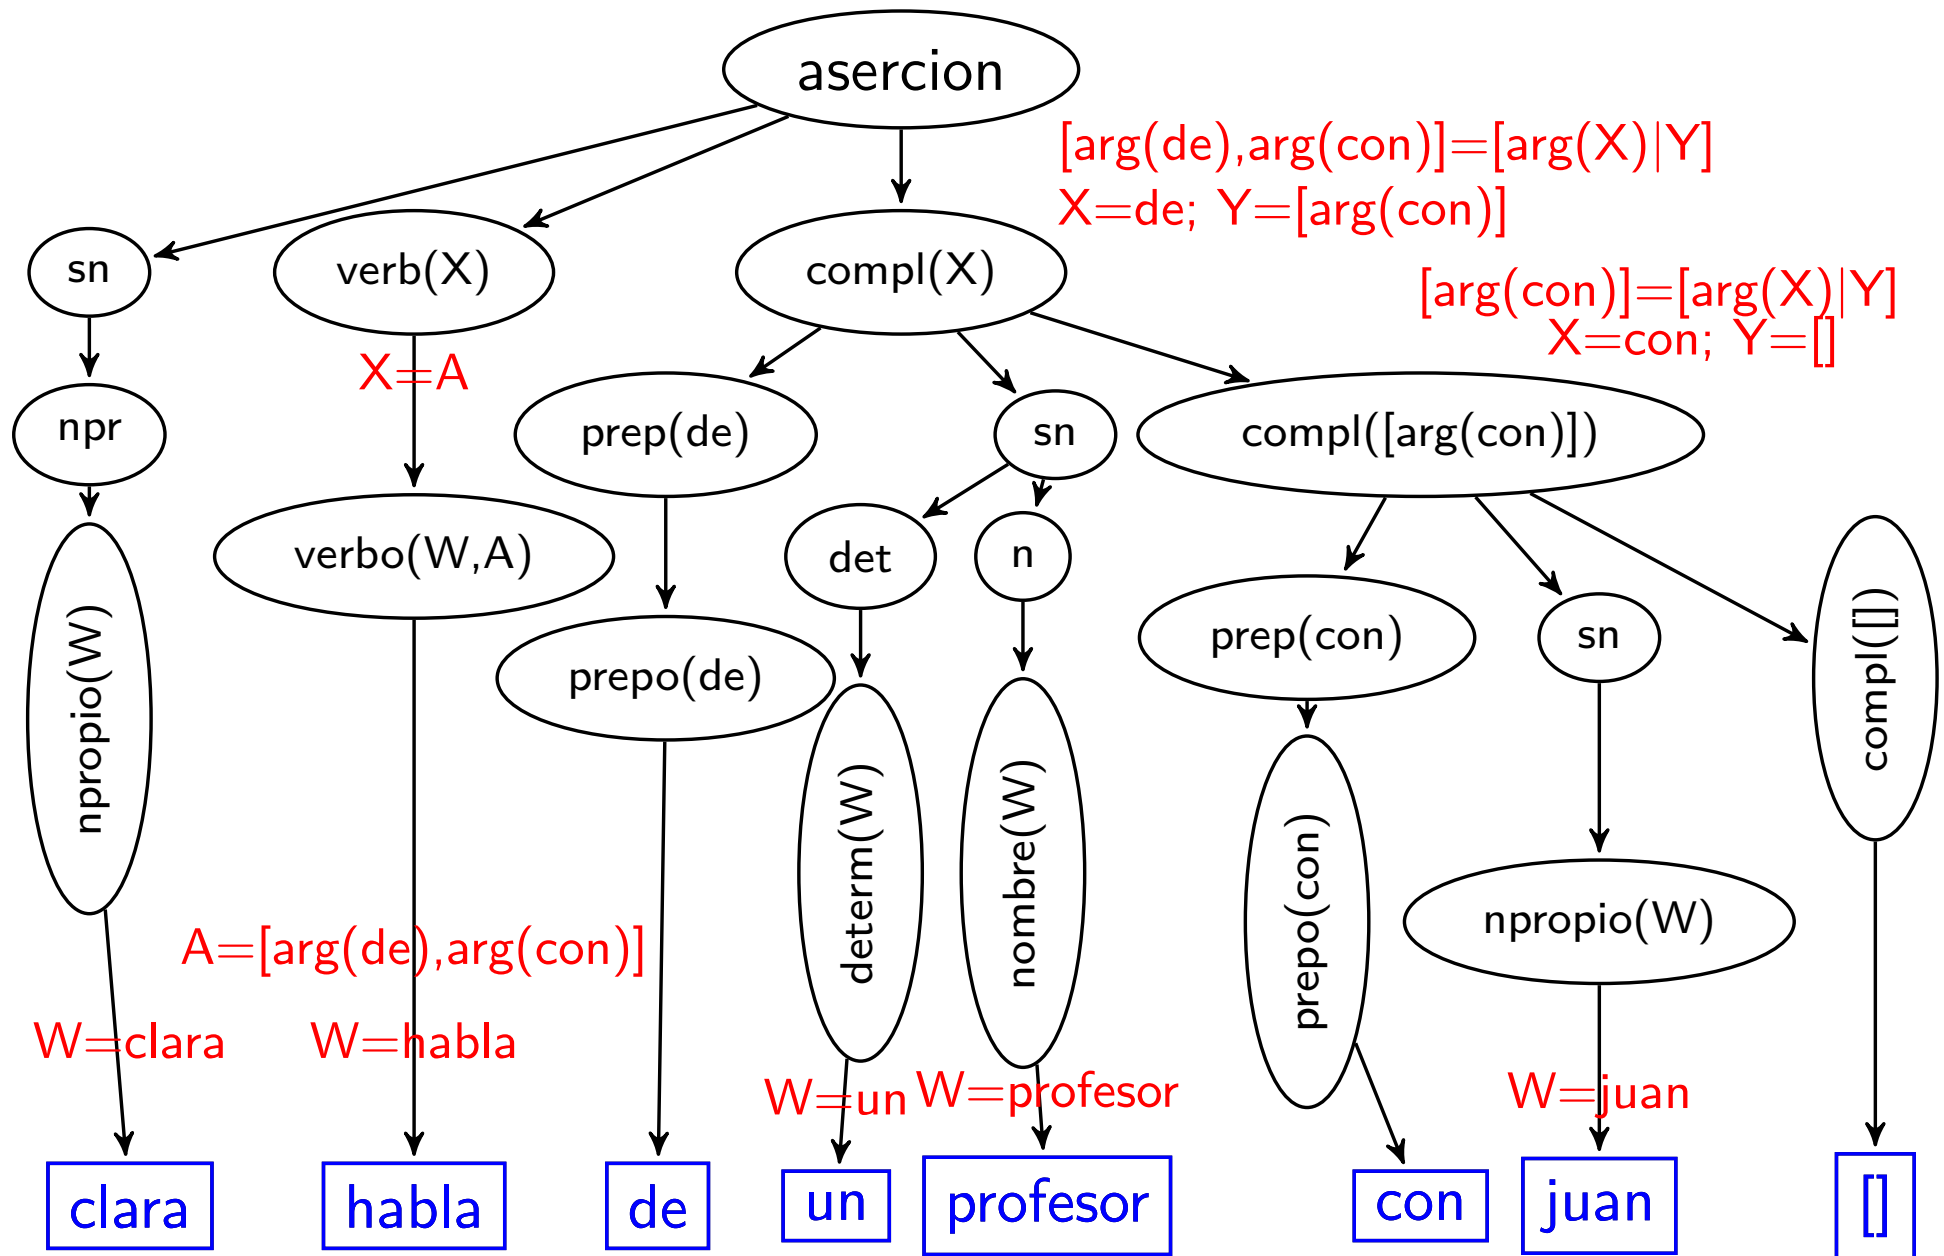 asercion
[arg(de),arg(con)]=[arg(X)|Y]
X=de; Y=[arg(con)]
sn
verb(X)
compl(X)
[arg(con)]=[arg(X)|Y]
X=con; Y=[]
X=A
npr
prep(de)
sn
compl([arg(con)])
verbo(W,A)
det
n
npropio(W)
prepo(de)
prep(con)
sn
compl([])
determ(W)
nombre(W)
prepo(con)
npropio(W)
A=[arg(de),arg(con)]
W=clara
W=habla
W=un
W=profesor
W=juan
clara
habla
de
un
profesor
con
juan
[]